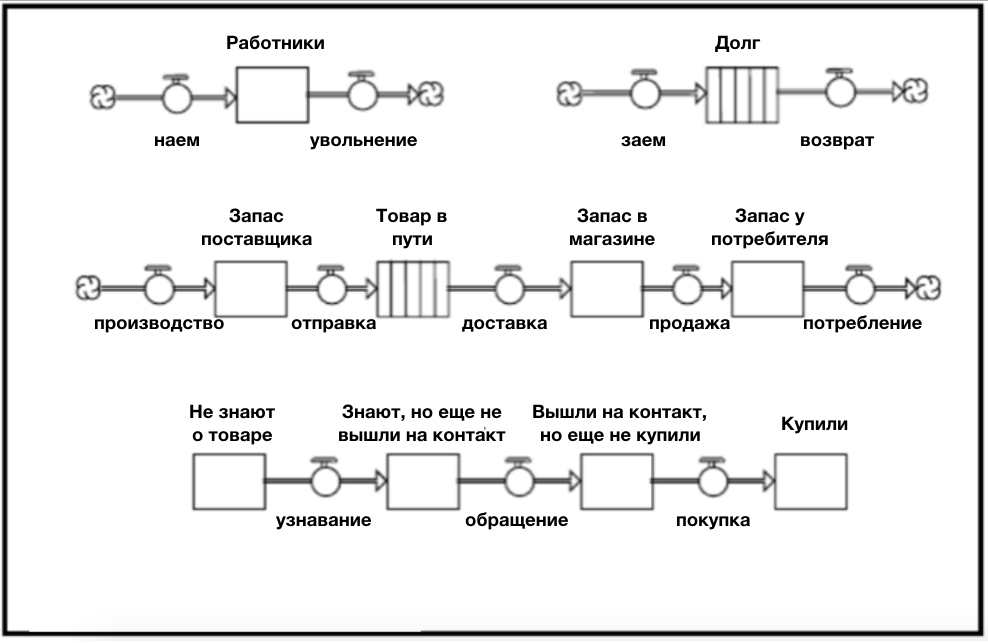 Работники
Долг
наем
увольнение
заем
возврат
Запас
поставщика
Товар в
пути
Запас в
магазине
Запас у
потребителя
производство
отправка
доставка
продажа
потребление
Не знают
о товаре
Знают, но еще не
вышли на контакт
Вышли на контакт,
но еще не купили
Купили
узнавание
обращение
покупка